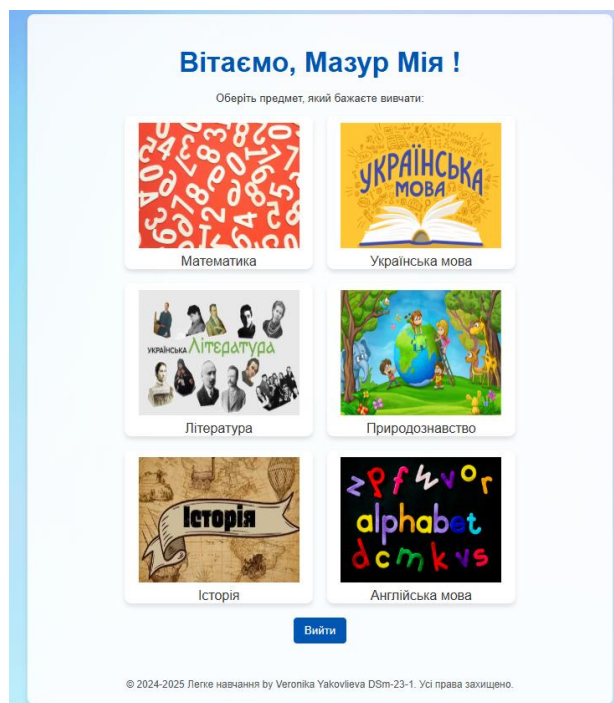 Вітаємо, Мазур Мія !
Оберіть предмет, який бажаєте вивчати:
Математика
УКРАЇНСЬКА
МОВА
Українська мова
УКРАЇНСЬКА Література
Література
Природознавство
Історія
Історія
z p f w v o r
alphabet
d c m k v s
Англійська мова
Вийти
© 2024-2025 Легке навчання by Veronika Yakovlieva DSm-23-1. Усі права захищено.